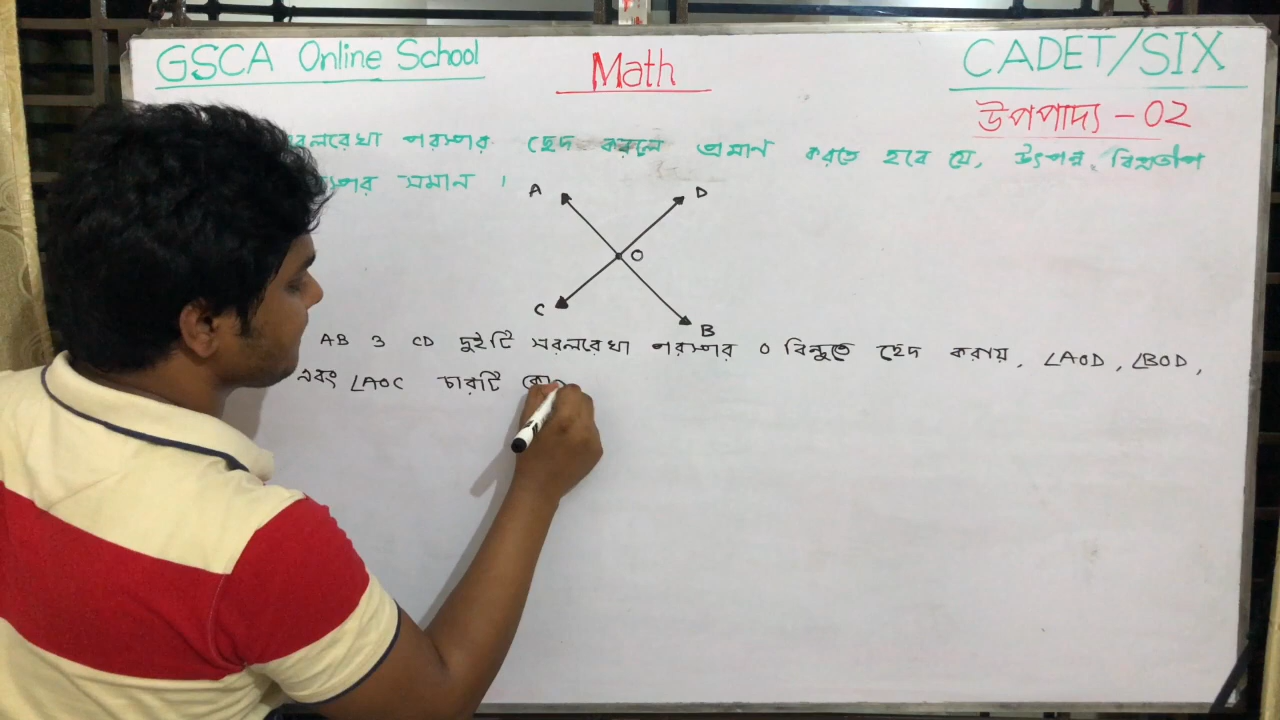 GSCA Online School
Math
CADET/SIX
উপপাদ্য - 02
পরস্পর ছেদ করলে প্রমাণ করতে হবে যে, উৎপন্ন বিপ্রতীপ
সমান ।
A
D
O
C
B
AB ও CD দুইটি সরলরেখা পরস্পর O বিন্দুতে ছেদ করায়, ∠AOD, ∠BOD,
এবং ∠AOC চারটি